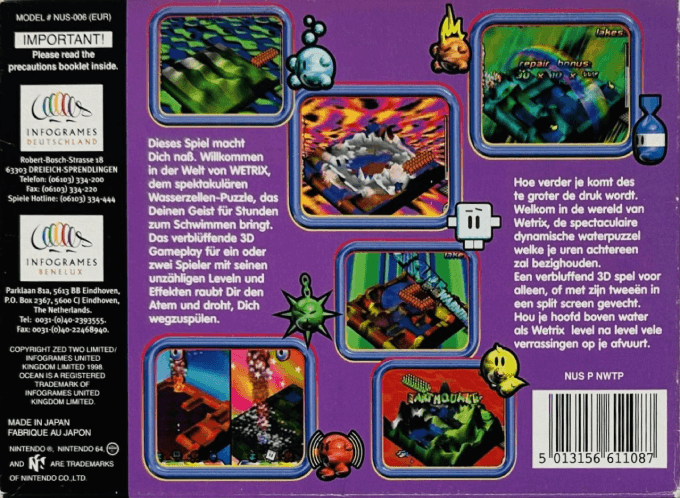 MODEL # NUS-006 (EUR)
IMPORTANT!
Please read the
precautions booklet inside.
INFOGRAMES
DEUTSCHLAND
Robert-Bosch-Strasse 18
63303 DREIEICH-SPRENDLINGEN
Telefon: (06103) 334-200
Fax: (06103) 334-220
Spiele Hotline: (06103) 334-444
INFOGRAMES
BENELUX
Parklaan 81a, 5613 BB Eindhoven,
P.O. Box 2367, 5600 CJ Eindhoven,
The Netherlands.
Tel: 0031-(0)40-2393555.
Fax: 0031-(0)40-22468940.
COPYRIGHT ZED TWO LIMITED/
INFOGRAMES UNITED
KINGDOM LIMITED 1998
OCEAN IS A REGISTERED
TRADEMARK OF
INFOGRAMES UNITED
KINGDOM LIMITED.
MADE IN JAPAN
FABRIQUE AU JAPON
NINTENDO ®, NINTENDO 64,
AND ARE TRADEMARKS
OF NINTENDO CO.,LTD.
Dieses Spiel macht
Dich naß. Willkommen
in der Welt von WETRIX,
dem spektakulären
Wasserzellen-Puzzle, das
Deinen Geist für Stunden
zum Schwimmen bringt.
Das verblüffende 3D
Gameplay für ein oder
zwei Spieler mit seinen
unzähligen Leveln und
Effekten raubt Dir den
Atem und droht, Dich
wegzuspülen.
lakes
repair bonus
lake
EARTHQUAKE
Hoe verder je komt des
te groter de druk wordt.
Welkom in de wereld van
Wetrix, de spectaculaire
dynamische waterpuzzel
welke je uren achtereen
zal bezighouden.
Een verbluffend 3D spel voor
alleen, of met zijn tweeën in
een split screen gevecht.
Hou je hoofd boven water
als Wetrix level na level vele
verrassingen op je afvuurt.
NUS P NWTP
5 013156 611087